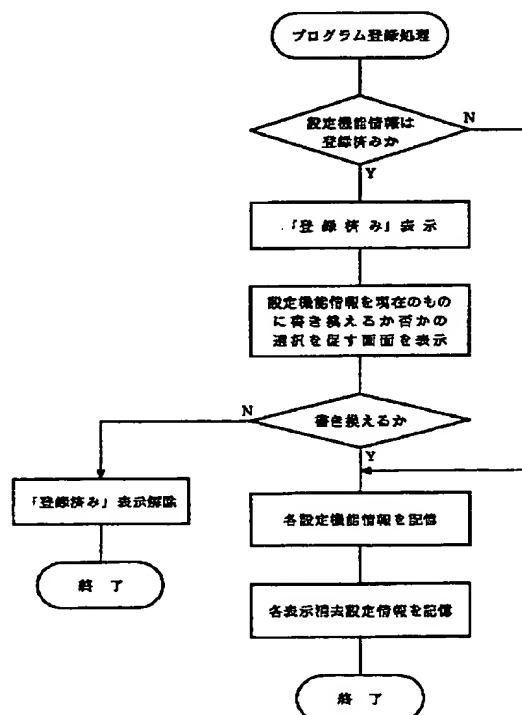 プログラム登録処理
設定機能情報は
登録済みか
N
Y
「登録済み」表示
設定機能情報を現在のもの
に書き換えるか否かの
選択を促す画面を表示
N
書き換えるか
Y
「登録済み」表示解除
各設定機能情報を記憶
終了
各表示消去設定情報を記憶
終了